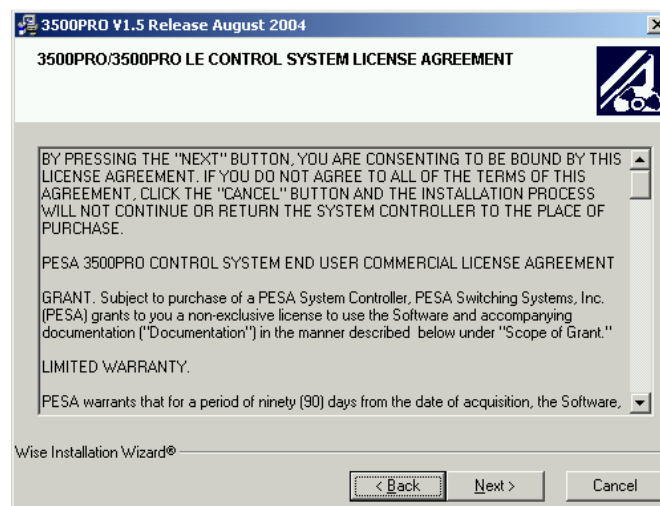 3500PRO V1.5 Release August 2004
3500PRO/3500PRO LE CONTROL SYSTEM LICENSE AGREEMENT
BY PRESSING THE "NEXT" BUTTON, YOU ARE CONSENTING TO BE BOUND BY THIS
LICENSE AGREEMENT. IF YOU DO NOT AGREE TO ALL OF THE TERMS OF THIS
AGREEMENT, CLICK THE "CANCEL" BUTTON AND THE INSTALLATION PROCESS
WILL NOT CONTINUE OR RETURN THE SYSTEM CONTROLLER TO THE PLACE OF
PURCHASE.
PESA 3500PRO CONTROL SYSTEM END USER COMMERCIAL LICENSE AGREEMENT
GRANT. Subject to purchase of a PESA System Controller, PESA Switching Systems, Inc.
(PESA) grants to you a non-exclusive license to use the Software and accompanying
documentation ("Documentation") in the manner described  below under "Scope of Grant."
LIMITED WARRANTY.
PESA warrants that for a period of ninety (90) days from the date of acquisition, the Software,
Wise Installation Wizard®
< Back
Next >
Cancel